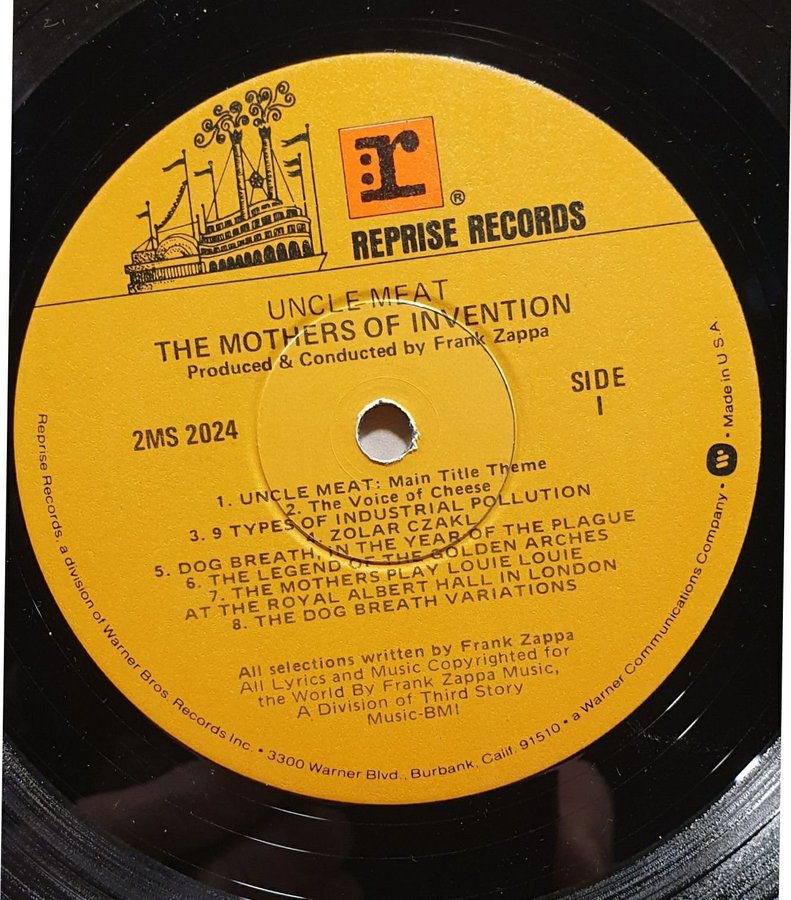 r
®
REPRISE RECORDS
UNCLE MEAT
THE MOTHERS OF INVENTION
Produced & Conducted by Frank Zappa
2MS 2024
SIDE
I
1. UNCLE MEAT: Main Title Theme
2. The Voice of Cheese
3. 9 TYPES OF INDUSTRIAL POLLUTION
4. ZOLAR CZAKL
5. DOG BREATH, IN THE YEAR OF THE PLAGUE
6. THE LEGEND OF THE GOLDEN ARCHES
7. THE MOTHERS PLAY LOUIE LOUIE
AT THE ROYAL ALBERT HALL IN LONDON
8. THE DOG BREATH VARIATIONS
All selections written by Frank Zappa
All Lyrics and Music Copyrighted for
the World By Frank Zappa Music,
A Division of Third Story
Music-BMI
Reprise Records, a division of Warner Bros. Records Inc. • 3300 Warner Blvd., Burbank, Calif. 91510 • a Warner Communications Company • W • Made in U.S.A.